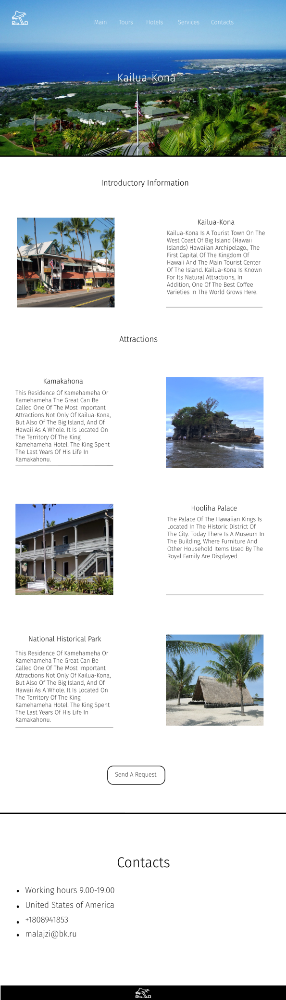 Main Tours Hotels Services Contacts
Kailua-Kona
Introductory Information
Kailua-Kona
Kailua-Kona Is A Tourist Town On The
West Coast Of Big Island (Hawaii
Islands) Hawaiian Archipelago., The
First Capital Of The Kingdom Of
Hawaii And The Main Tourist Center
Of The Island. Kailua-Kona Is Known
For Its Natural Attractions, In
Addition, One Of The Best Coffee
Varieties In The World Grows Here.
Attractions
Kamakahona
This Residence Of Kamehameha Or
Kamehameha The Great Can Be
Called One Of The Most Important
Attractions Not Only Of Kailua-Kona,
But Also Of The Big Island, And Of
Hawaii As A Whole. It Is Located On
The Territory Of The King
Kamehameha Hotel. The King Spent
The Last Years Of His Life In
Kamakahonu.
Hooliha Palace
The Palace Of The Hawaiian Kings Is
Located In The Historic District Of
The City. Today There Is A Museum In
The Building, Where Furniture And
Other Household Items Used By The
Royal Family Are Displayed.
National Historical Park
This Residence Of Kamehameha Or
Kamehameha The Great Can Be
Called One Of The Most Important
Attractions Not Only Of Kailua-Kona,
But Also Of The Big Island, And Of
Hawaii As A Whole. It Is Located On
The Territory Of The King
Kamehameha Hotel. The King Spent
The Last Years Of His Life In
Kamakahonu.
Send A Request
Contacts
• Working hours 9.00-19.00
• United States of America
• +1808941853
• malajzi@bk.ru